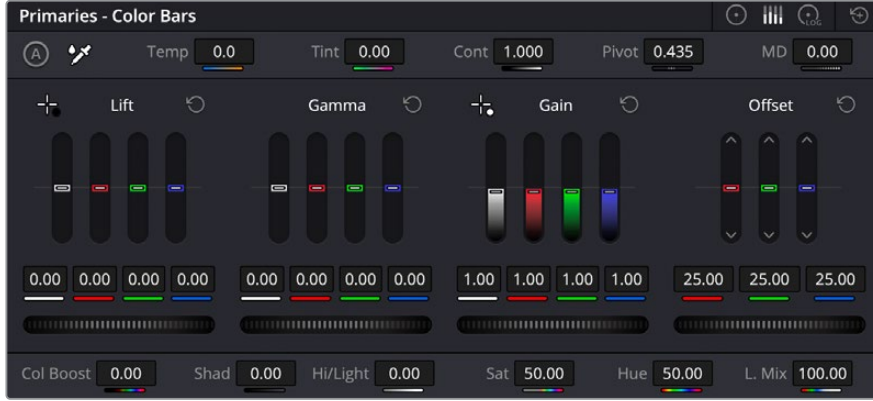 Primaries - Color Bars
LOG
A Temp 0.0 Tint 0.00 Cont 1.000 Pivot 0.435 MD 0.00
Lift Gamma Gain Offset
0.00 0.00 0.00 0.00 0.00 0.00 0.00 0.00 1.00 1.00 1.00 1.00 25.00 25.00 25.00
Col Boost 0.00 Shad 0.00 Hi/Light 0.00 Sat 50.00 Hue 50.00 L. Mix 100.00